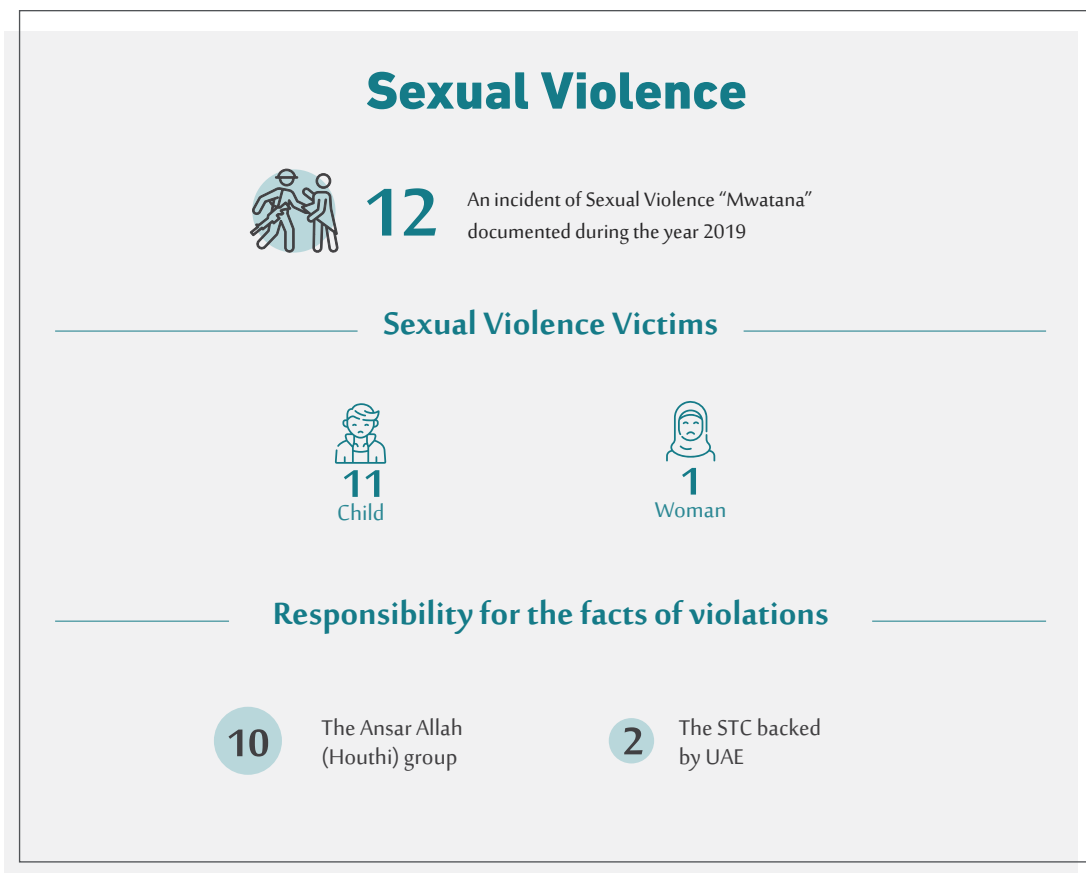 Sexual Violence
12
An incident of Sexual Violence “Mwatana”
documented during the year 2019
Sexual Violence Victims
11
Child
1
Woman
Responsibility for the facts of violations
10
The Ansar Allah
(Houthi) group
2
The STC backed
by UAE